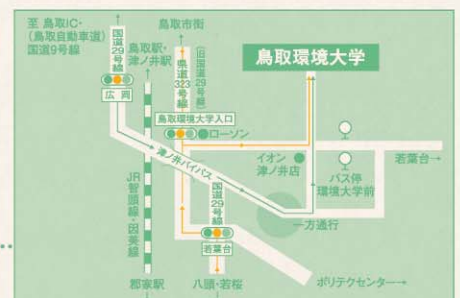 至 鳥取IC・
(鳥取自動車道)
国道9号線
国道29号線
鳥取市街
鳥取駅・
津ノ井駅
県道323号線
(旧国道29号線)
鳥取環境大学
広岡
鳥取環境大学入口
ローソン
津ノ井バイパス
イオン
津ノ井店
バス停
環境大学前
若葉台→
JR智頭線・因美線
国道29号線
一方通行
若葉台
郡家駅
八頭・若桜
ポリテクセンター→